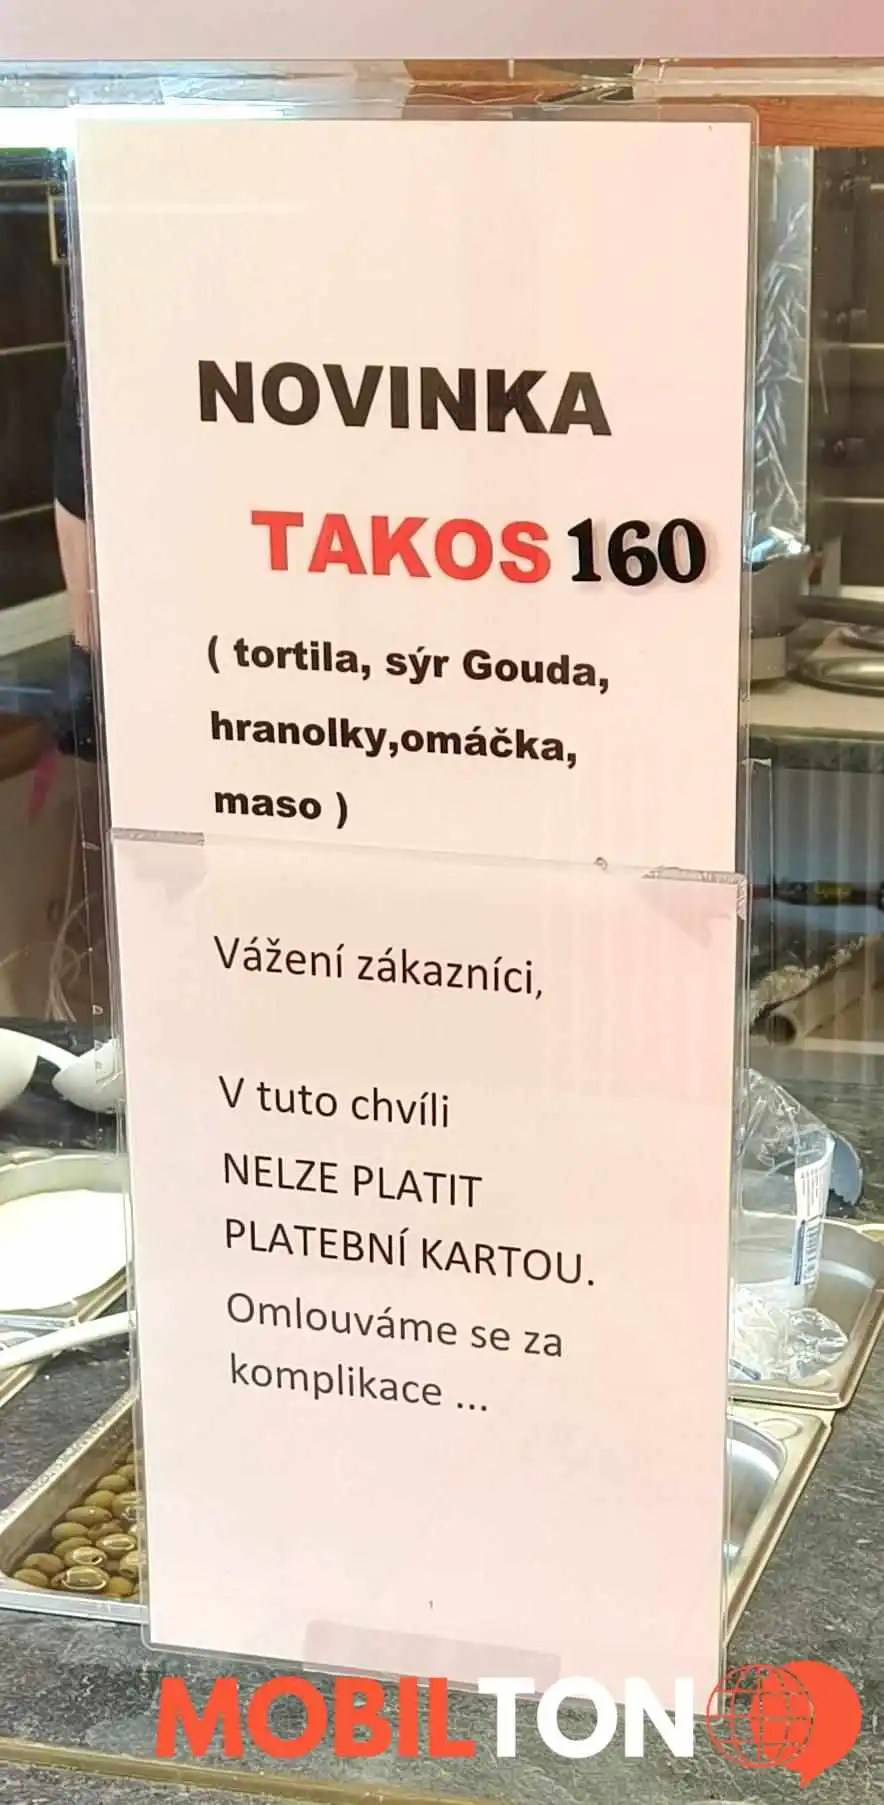 NOVINKA
TAKOS 160
( tortila, sýr Gouda,
hranolky,omáčka,
maso )
Vážení zákazníci,
V tuto chvíli
NELZE PLATIT
PLATEBNÍ KARTOU.
Omlouváme se za
komplikace ...
1
MOBILTON